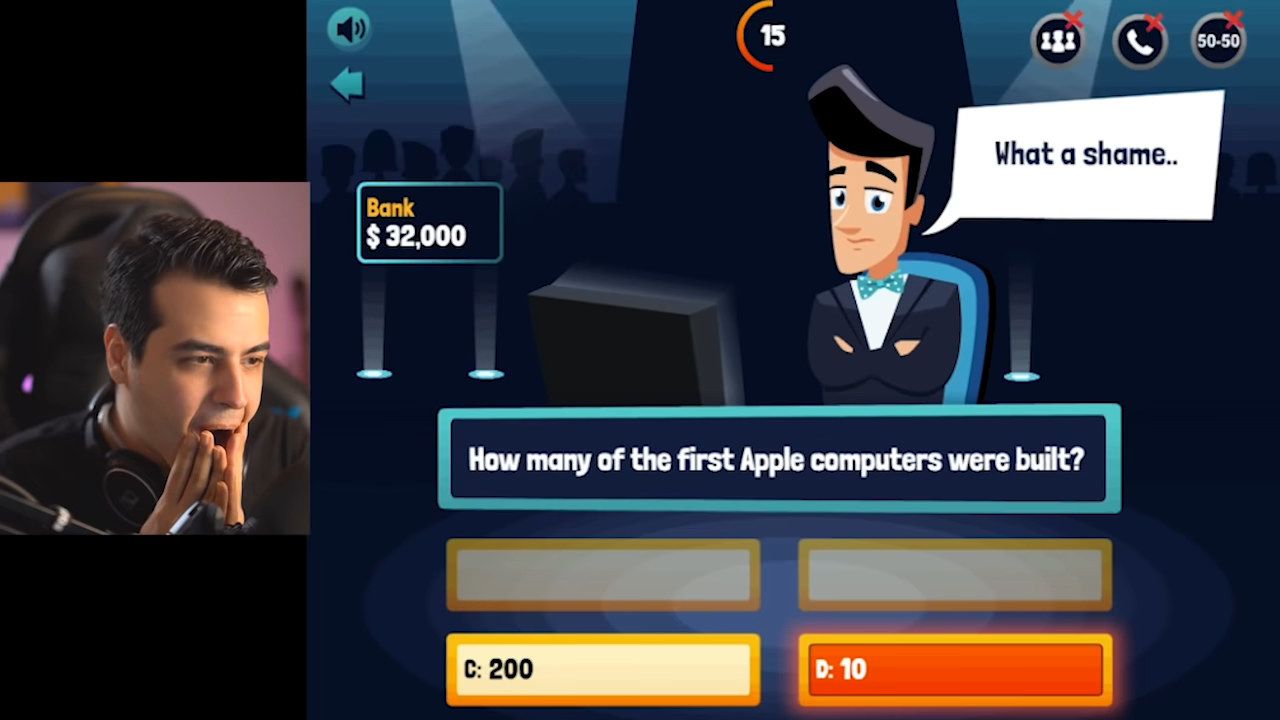 15
50-50
What a shame..
Bank
$ 32,000
How many of the first Apple computers were built?
C: 200
D: 10